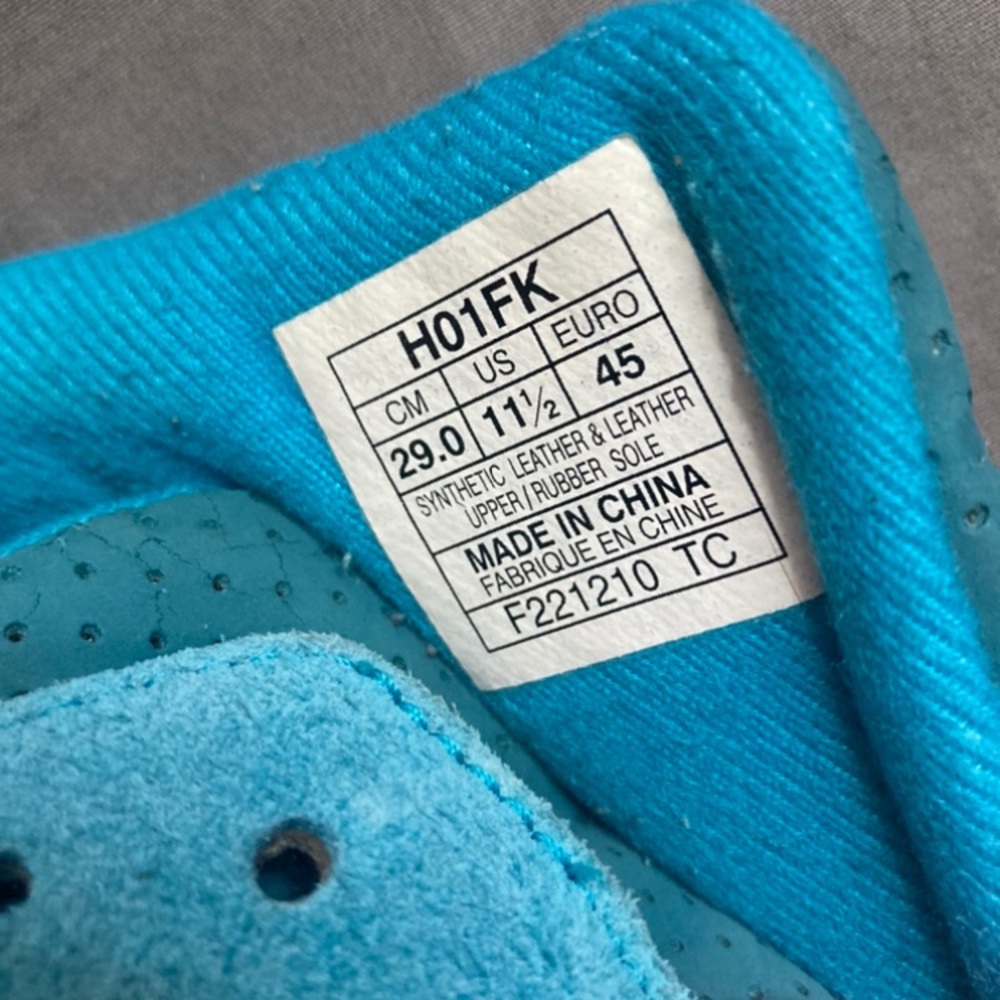 H01FK
CM US EURO
29.0 11½ 45
SYNTHETIC LEATHER & LEATHER
UPPER/RUBBER SOLE
MADE IN CHINA
FABRIQUE EN CHINE
F221210 TC